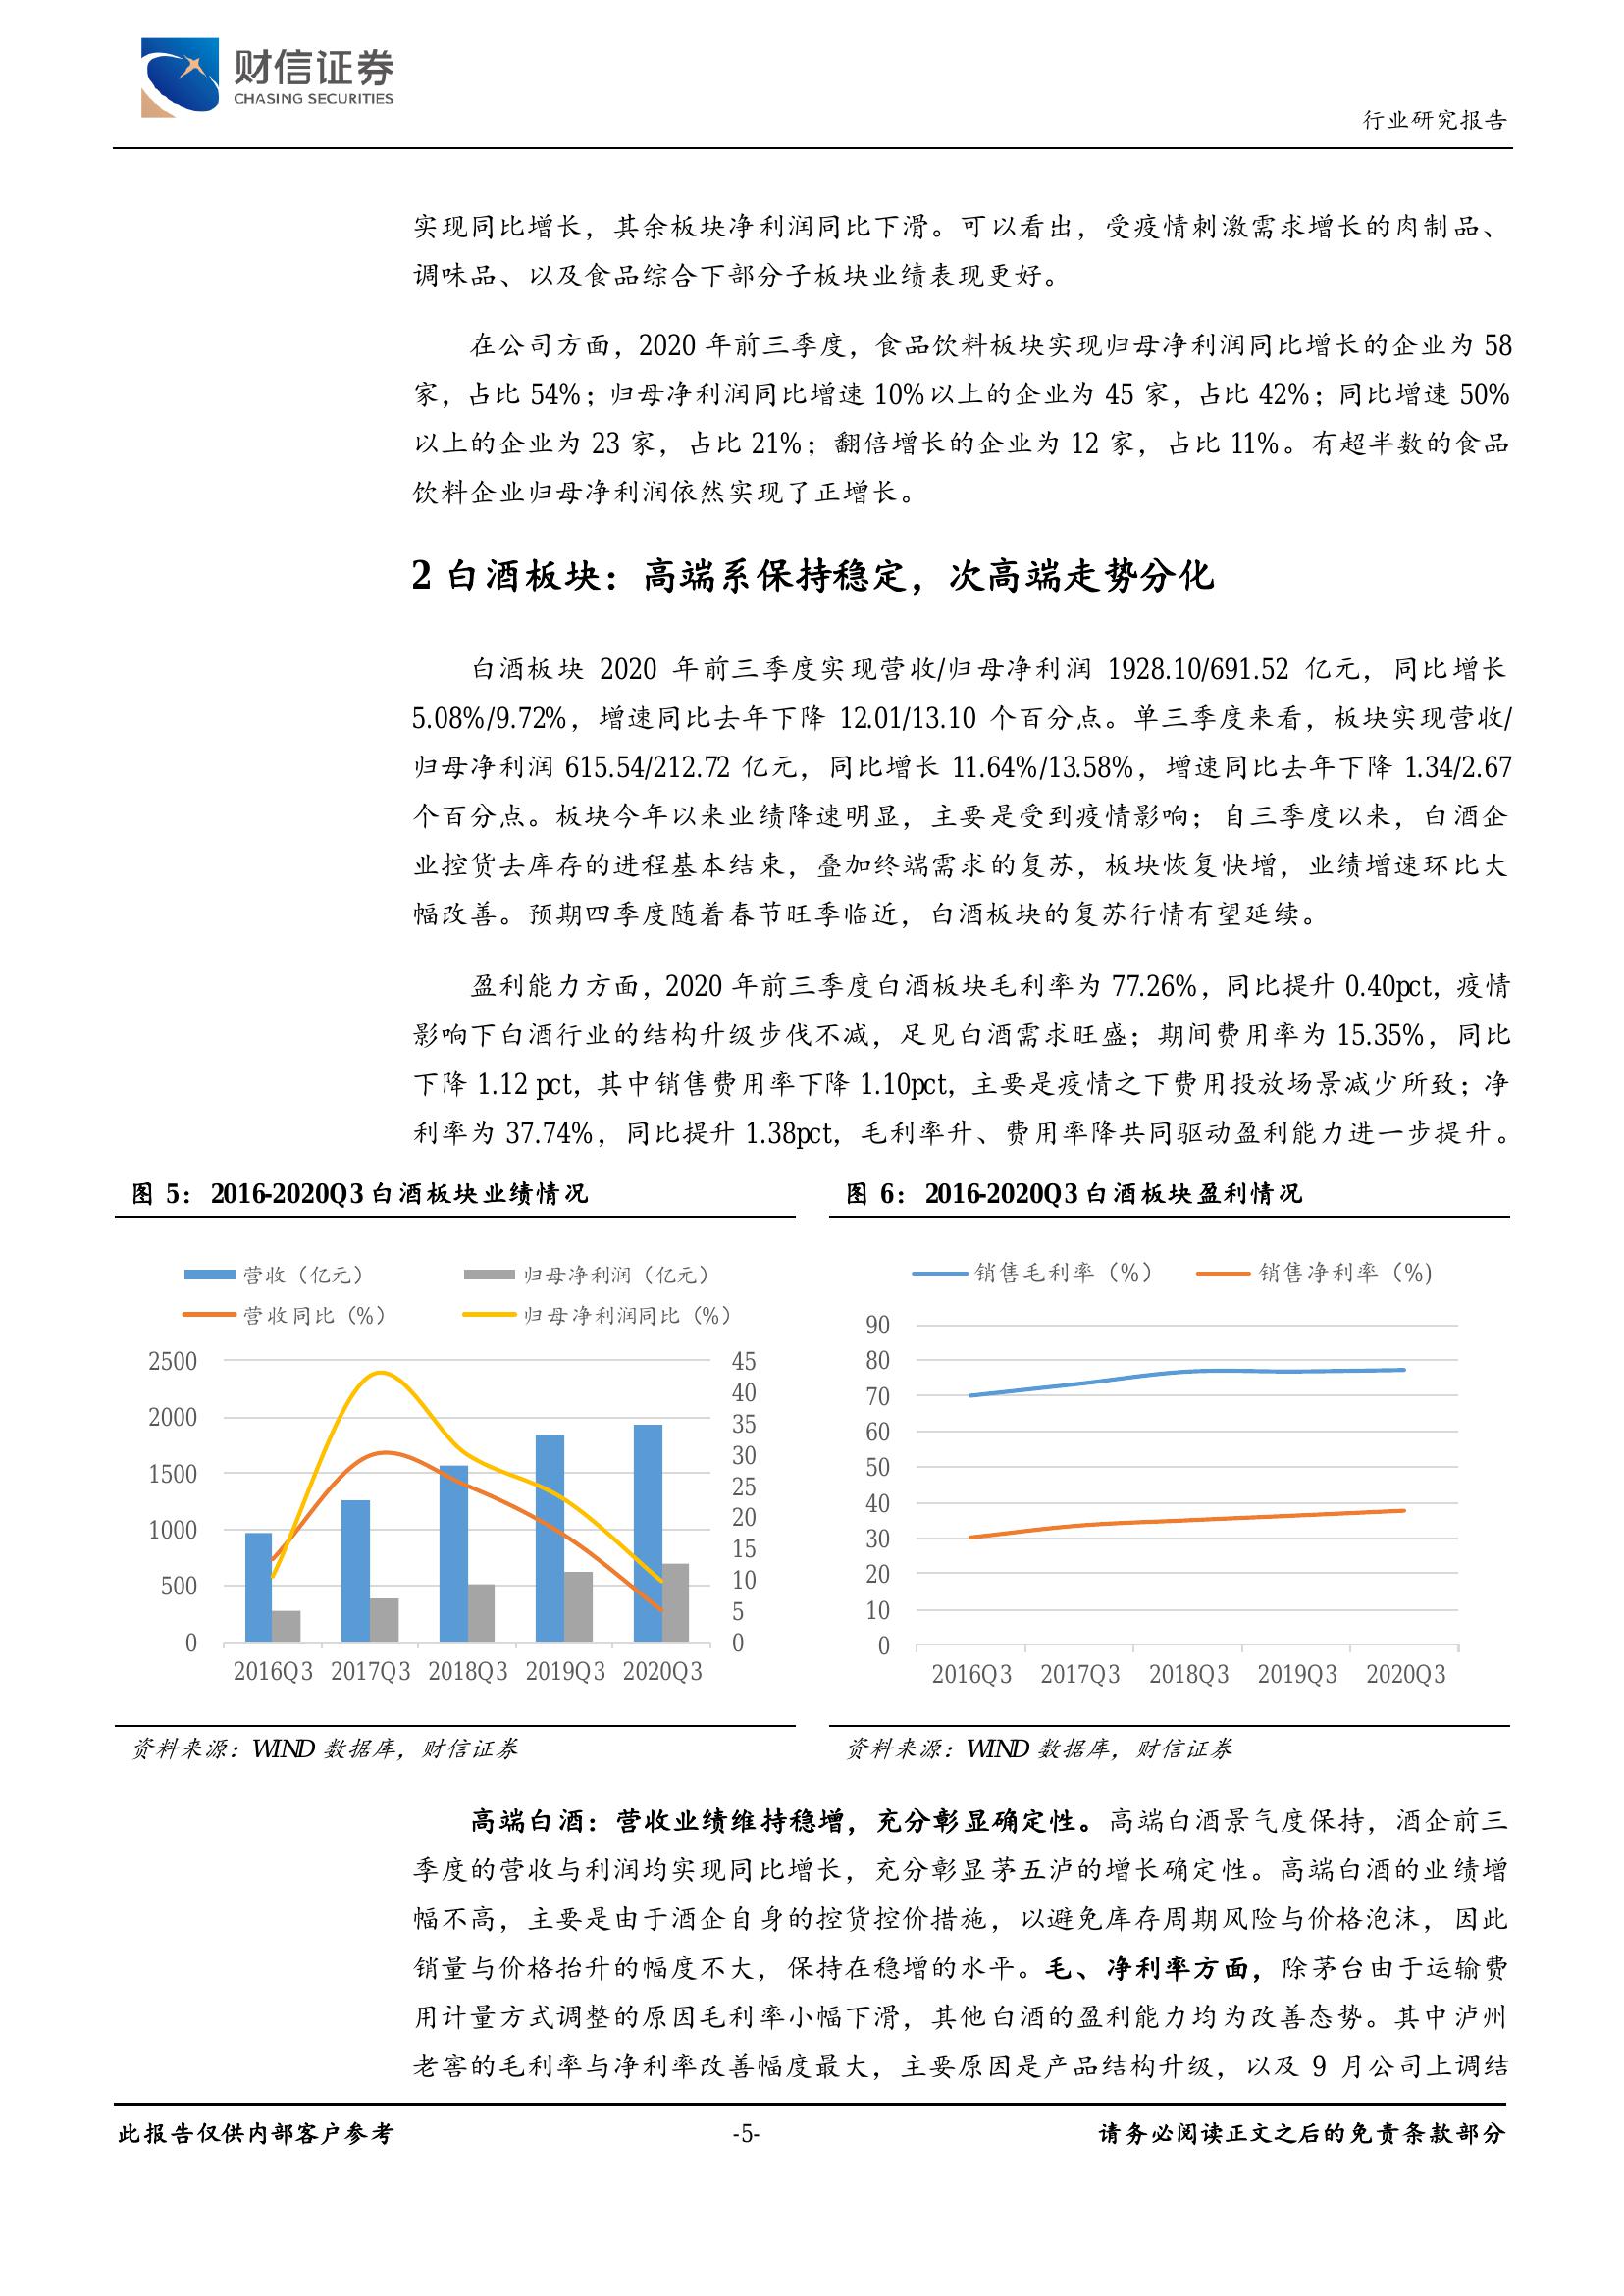 财信证券
CHASING SECURITIES
行业研究报告
实现同比增长，其余板块净利润同比下滑。可以看出，受疫情刺激需求增长的肉制品、
调味品、以及食品综合下部分子板块业绩表现更好。
在公司方面，2020 年前三季度，食品饮料板块实现归母净利润同比增长的企业为 58
家，占比 54%；归母净利润同比增速 10%以上的企业为 45 家，占比 42%；同比增速 50%
以上的企业为 23 家，占比 21%；翻倍增长的企业为 12 家，占比 11%。有超半数的食品
饮料企业归母净利润依然实现了正增长。
2 白酒板块：高端系保持稳定，次高端走势分化
白酒板块 2020 年前三季度实现营收/归母净利润 1928.10/691.52 亿元，同比增长
5.08%/9.72%，增速同比去年下降 12.01/13.10 个百分点。单三季度来看，板块实现营收/
归母净利润 615.54/212.72 亿元，同比增长 11.64%/13.58%，增速同比去年下降 1.34/2.67
个百分点。板块今年以来业绩降速明显，主要是受到疫情影响；自三季度以来，白酒企
业控货去库存的进程基本结束，叠加终端需求的复苏，板块恢复快增，业绩增速环比大
幅改善。预期四季度随着春节旺季临近，白酒板块的复苏行情有望延续。
盈利能力方面，2020 年前三季度白酒板块毛利率为 77.26%，同比提升 0.40pct，疫情
影响下白酒行业的结构升级步伐不减，足见白酒需求旺盛；期间费用率为 15.35%，同比
下降 1.12 pct，其中销售费用率下降 1.10pct，主要是疫情之下费用投放场景减少所致；净
利率为 37.74%，同比提升 1.38pct，毛利率升、费用率降共同驱动盈利能力进一步提升。
图 5： 2016-2020Q3 白酒板块业绩情况
营收（亿元） 归母净利润（亿元）
营收同比（%） 归母净利润同比（%）
2500
2000
1500
1000
500
0
45
40
35
30
25
20
15
10
5
0
2016Q3 2017Q3 2018Q3 2019Q3 2020Q3
资料来源：WIND 数据库，财信证券
图 6： 2016-2020Q3 白酒板块盈利情况
销售毛利率（%） 销售净利率（%）
90
80
70
60
50
40
30
20
10
0
2016Q3 2017Q3 2018Q3 2019Q3 2020Q3
资料来源：WIND 数据库，财信证券
高端白酒：营收业绩维持稳增，充分彰显确定性。高端白酒景气度保持，酒企前三
季度的营收与利润均实现同比增长，充分彰显茅五泸的增长确定性。高端白酒的业绩增
幅不高，主要是由于酒企自身的控货控价措施，以避免库存周期风险与价格泡沫，因此
销量与价格抬升的幅度不大，保持在稳增的水平。毛、净利率方面，除茅台由于运输费
用计量方式调整的原因毛利率小幅下滑，其他白酒的盈利能力均为改善态势。其中泸州
老窖的毛利率与净利率改善幅度最大，主要原因是产品结构升级，以及 9 月公司上调结
此报告仅供内部客户参考
-5-
请务必阅读正文之后的免责条款部分